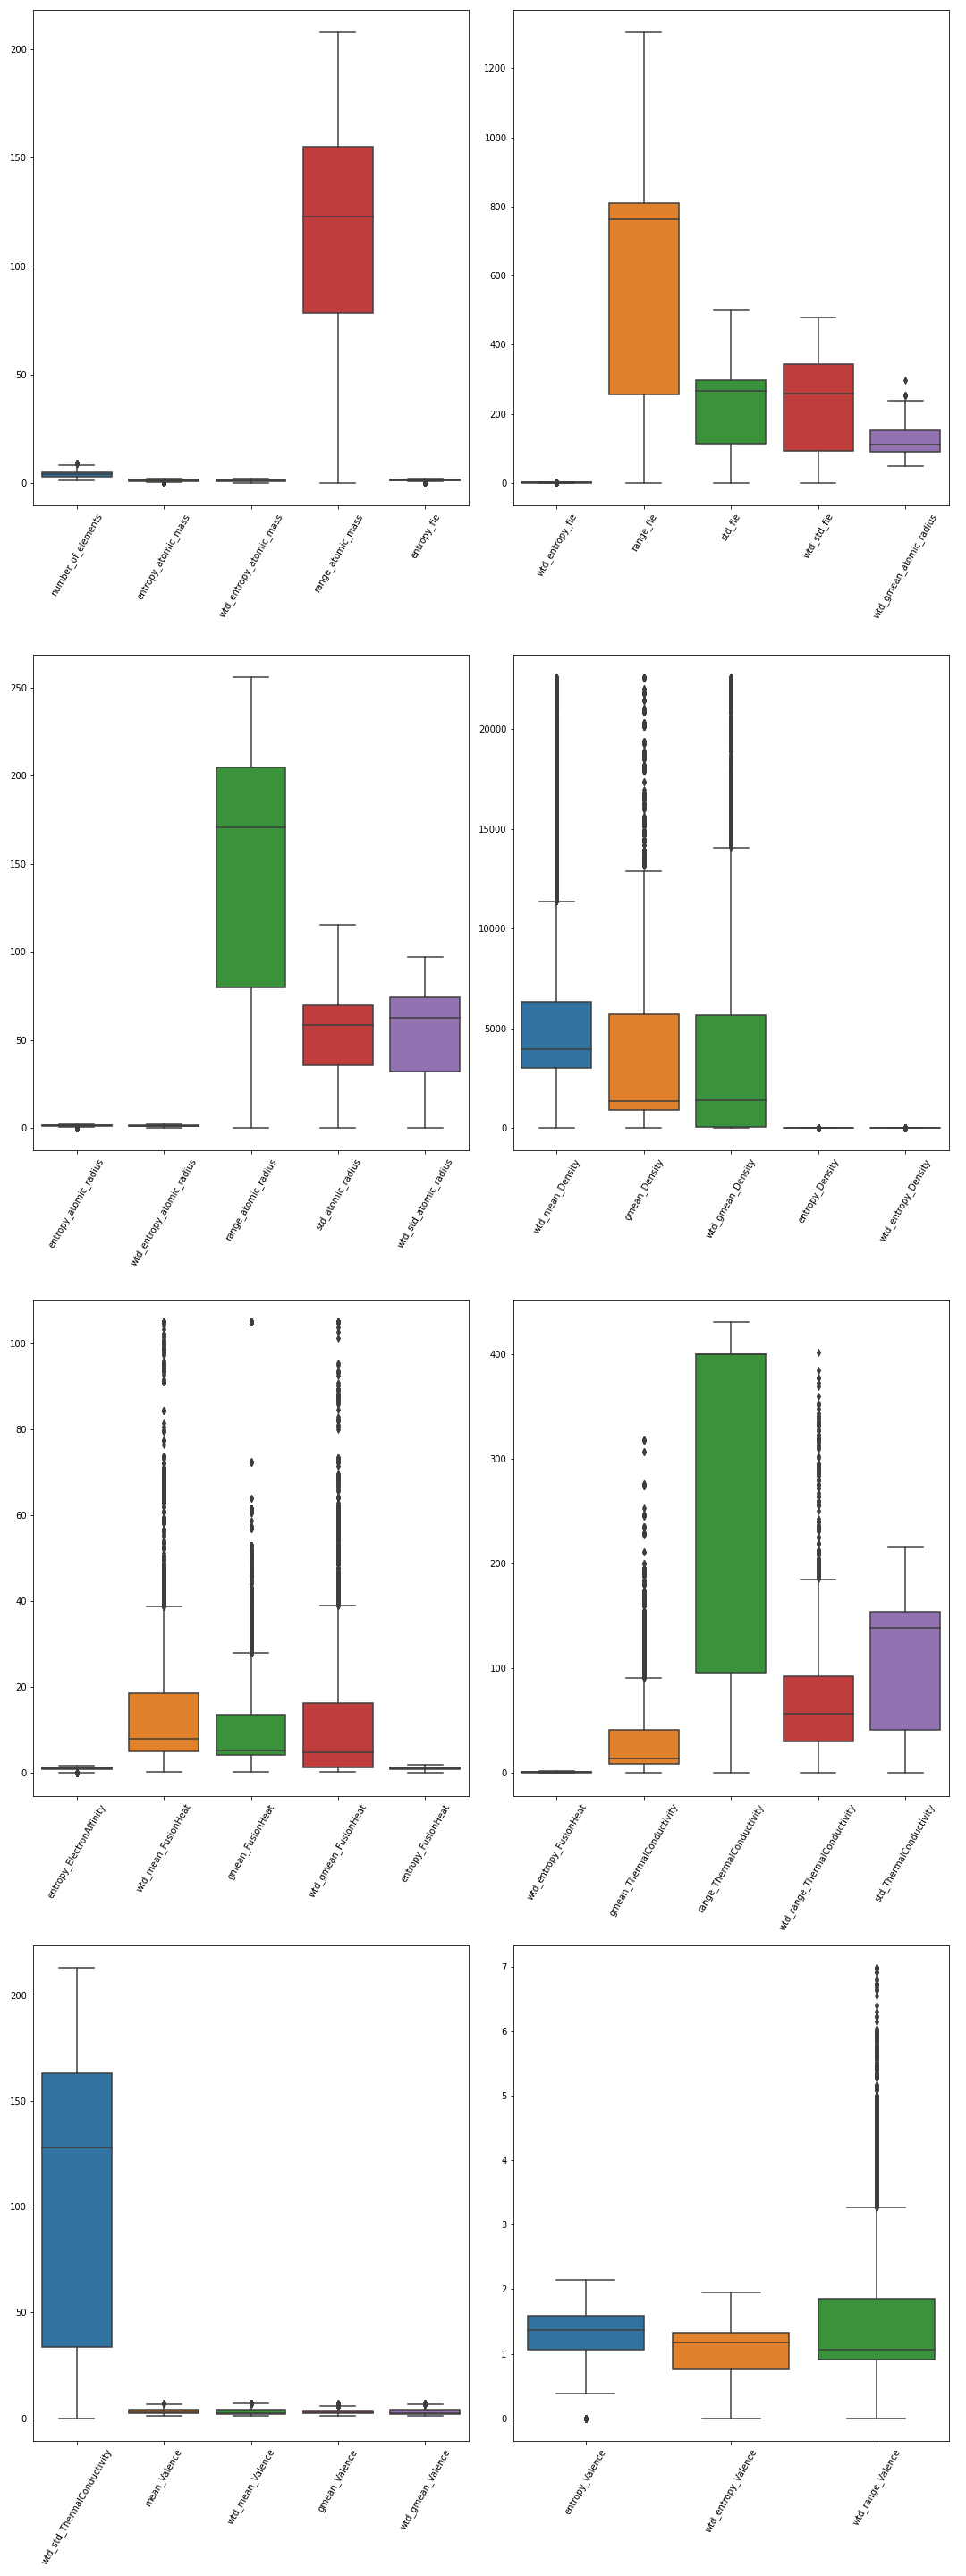 200
150
100
50
0
number_of_elements
entropy_atomic_mass
wtd_entropy_atomic_mass
range_atomic_mass
entropy_fie
1200
1000
800
600
400
200
0
wtd_entropy_fie
range_fie
std_fie
wtd_std_fie
wtd_gmean_atomic_radius
250
200
150
100
50
0
entropy_atomic_radius
wtd_entropy_atomic_radius
range_atomic_radius
std_atomic_radius
wtd_std_atomic_radius
20000
15000
10000
5000
0
wtd_mean_Density
gmean_Density
wtd_gmean_Density
entropy_Density
wtd_entropy_Density
100
80
60
40
20
0
entropy_ElectronAffinity
wtd_mean_FusionHeat
gmean_FusionHeat
wtd_gmean_FusionHeat
entropy_FusionHeat
400
300
200
100
0
wtd_entropy_FusionHeat
gmean_ThermalConductivity
range_ThermalConductivity
wtd_range_ThermalConductivity
std_ThermalConductivity
200
150
100
50
0
wtd_std_ThermalConductivity
mean_Valence
wtd_mean_Valence
gmean_Valence
wtd_gmean_Valence
7
6
5
4
3
2
1
0
entropy_Valence
wtd_entropy_Valence
wtd_range_Valence